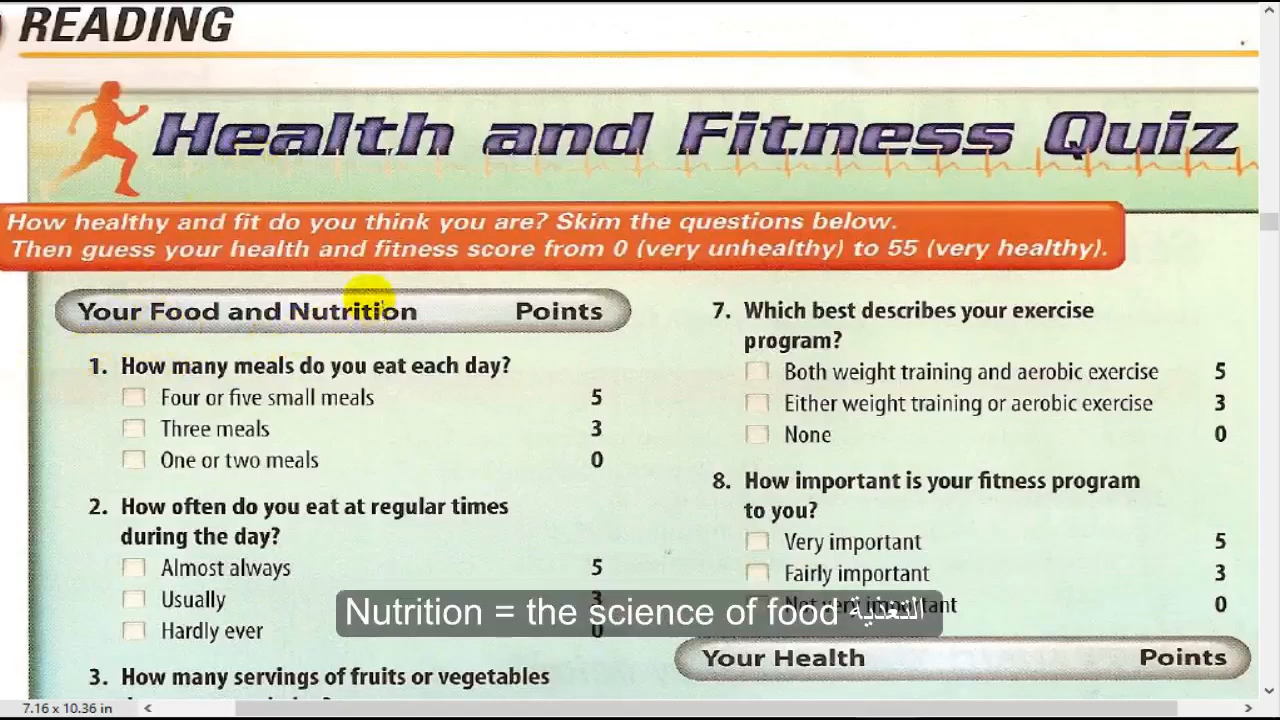 READING
Health and Fitness Quiz
How healthy and fit do you think you are? Skim the questions below.
Then guess your health and fitness score from 0 (very unhealthy) to 55 (very healthy).
Your Food and Nutrition Points
1. How many meals do you eat each day?
Four or five small meals 5
Three meals 3
One or two meals 0
2. How often do you eat at regular times
during the day?
Almost always 5
Usually 3
Hardly ever 0
3. How many servings of fruits or vegetables
7. Which best describes your exercise
program?
Both weight training and aerobic exercise 5
Either weight training or aerobic exercise 3
None 0
8. How important is your fitness program
to you?
Very important 5
Fairly important 3
Not very important 0
Your Health Points
Nutrition = the science of food التغذية
7.16 x 10.36 in